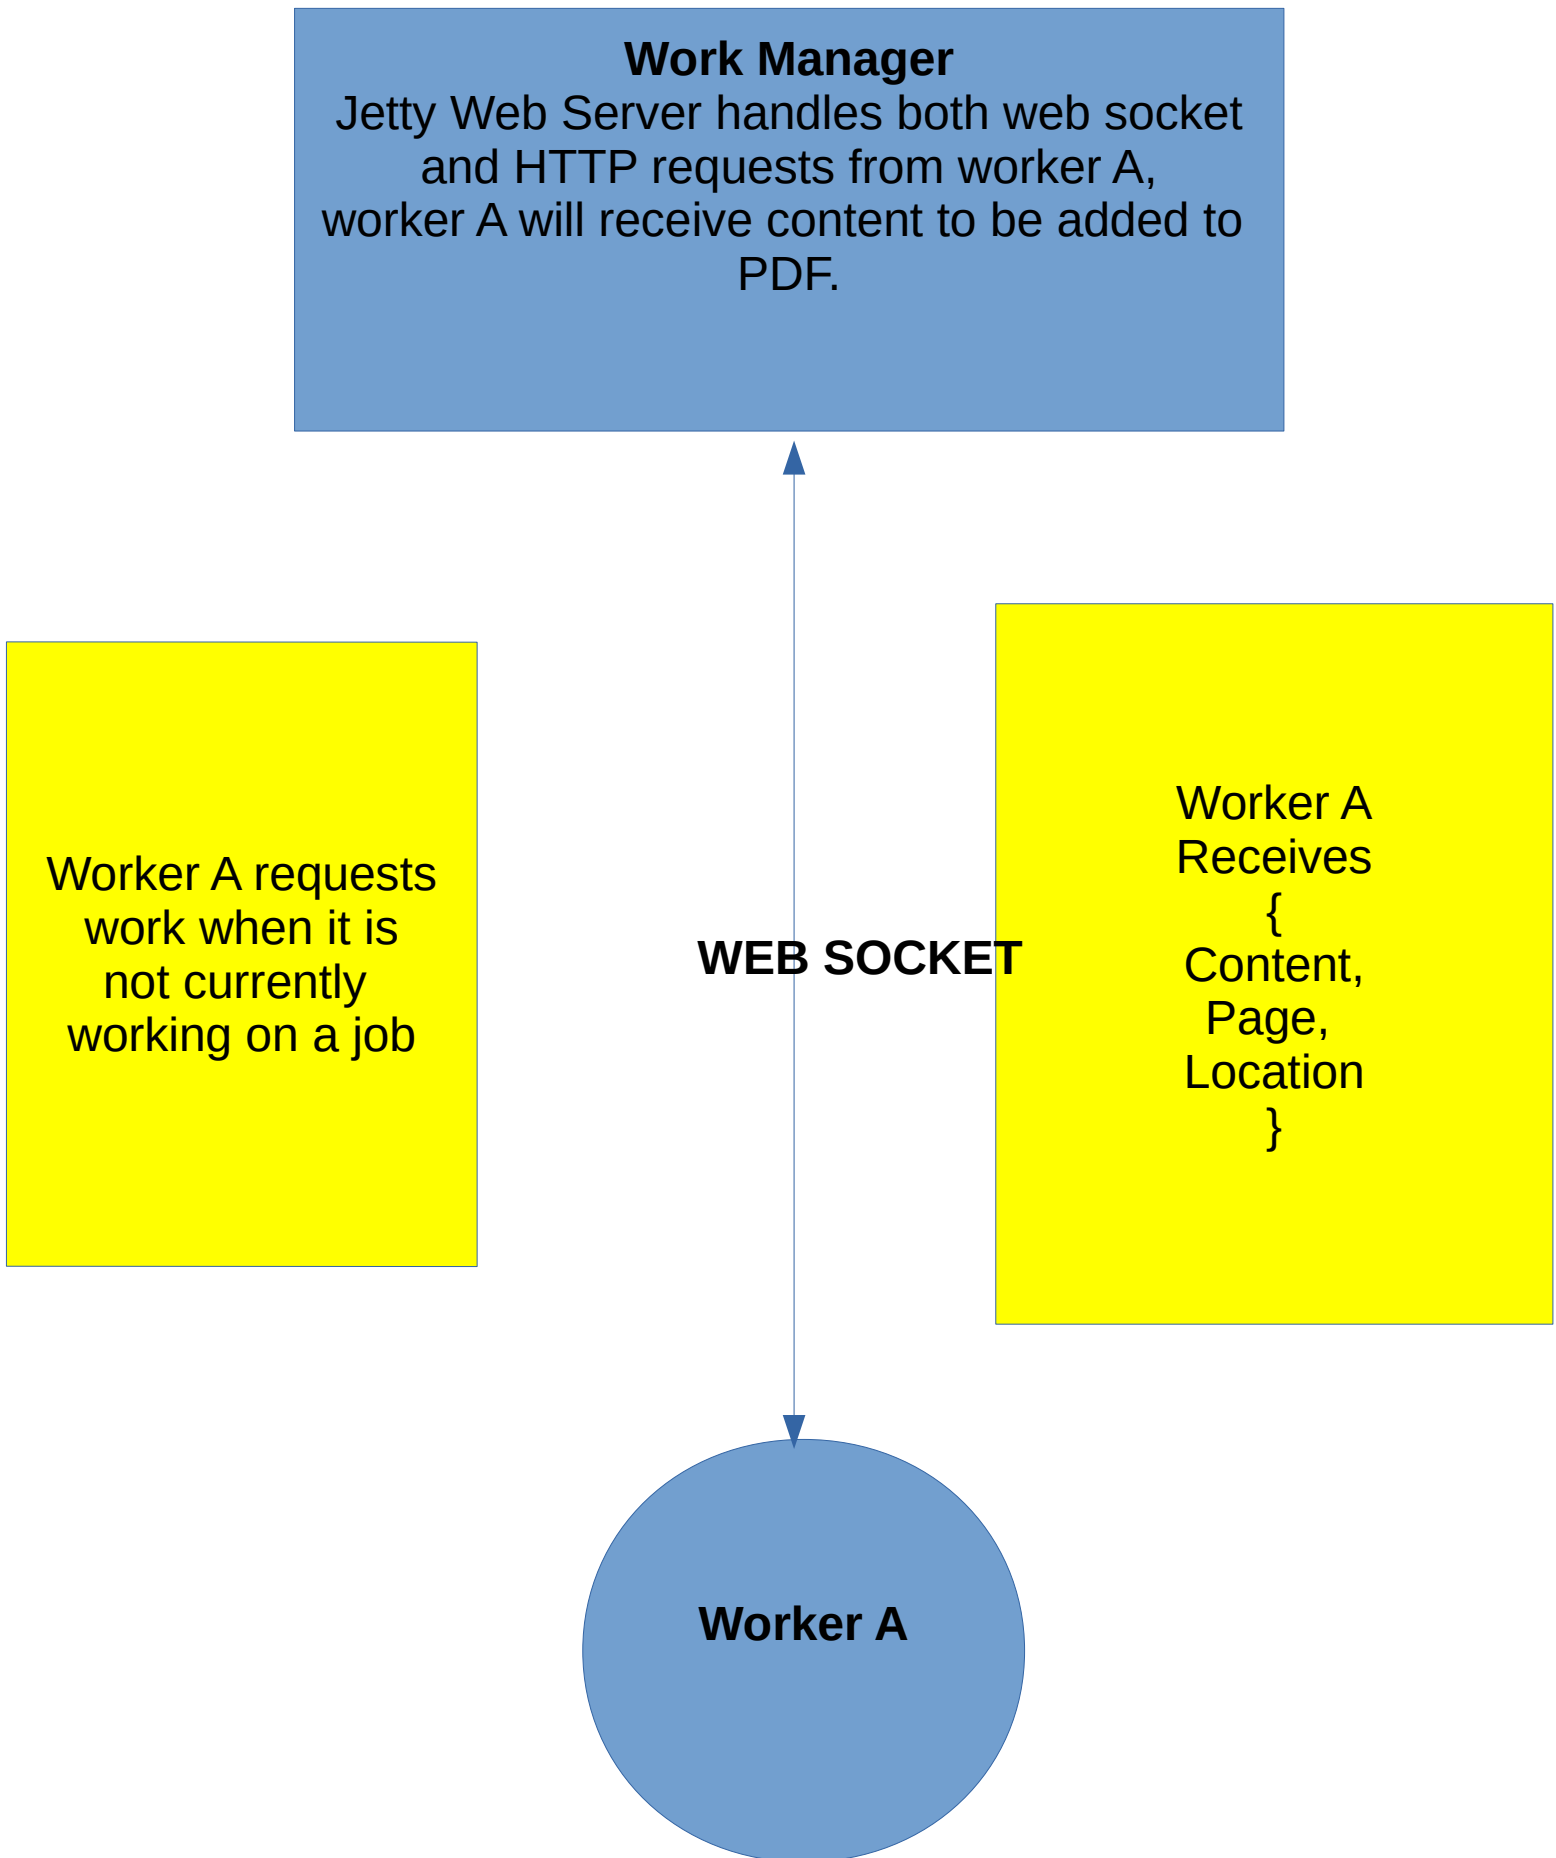 Work Manager
Jetty Web Server handles both web socket
and HTTP requests from worker A,
worker A will receive content to be added to
PDF.
Worker A requests
work when it is
not currently
working on a job
WEB SOCKET
Worker A
Receives
{
Content,
Page,
Location
}
Worker A